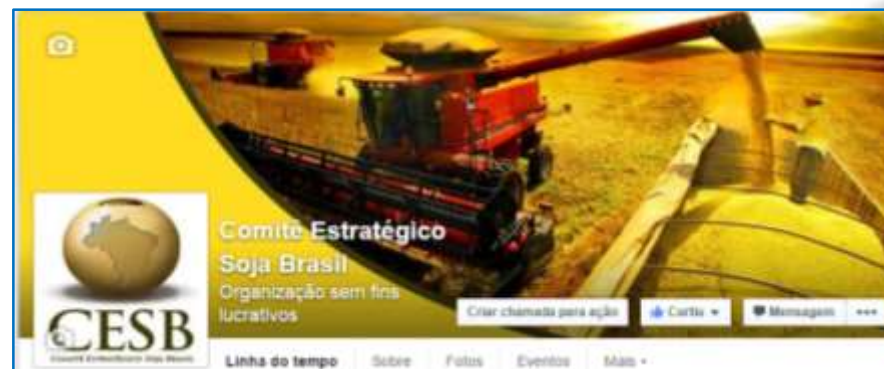 Comitê Estratégico
Soja Brasil
Organização sem fins
lucrativos
Criar chamada para ação
Curtiu
Mensagem
CESB
Linha do tempo
Sobre
Fotos
Eventos
Mais